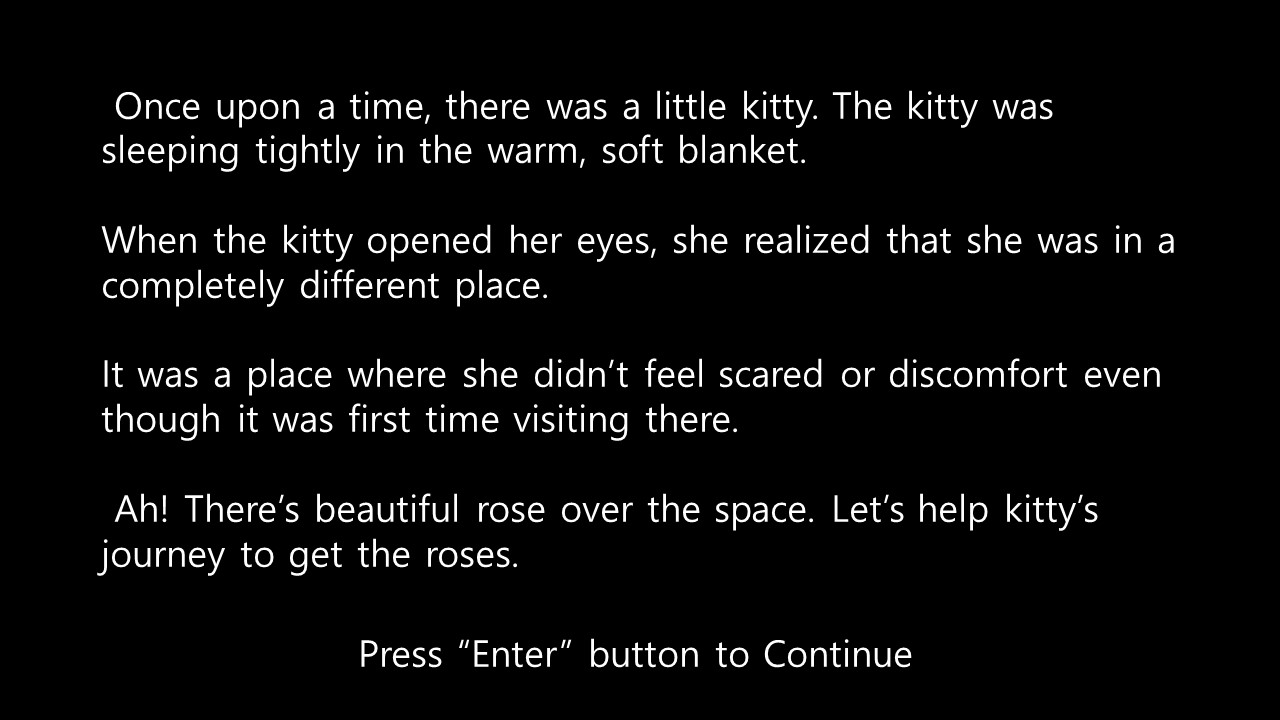 Once upon a time, there was a little kitty. The kitty was
sleeping tightly in the warm, soft blanket.
When the kitty opened her eyes, she realized that she was in a
completely different place.
It was a place where she didn’t feel scared or discomfort even
though it was first time visiting there.
Ah! There’s beautiful rose over the space. Let’s help kitty’s
journey to get the roses.
Press “Enter” button to Continue